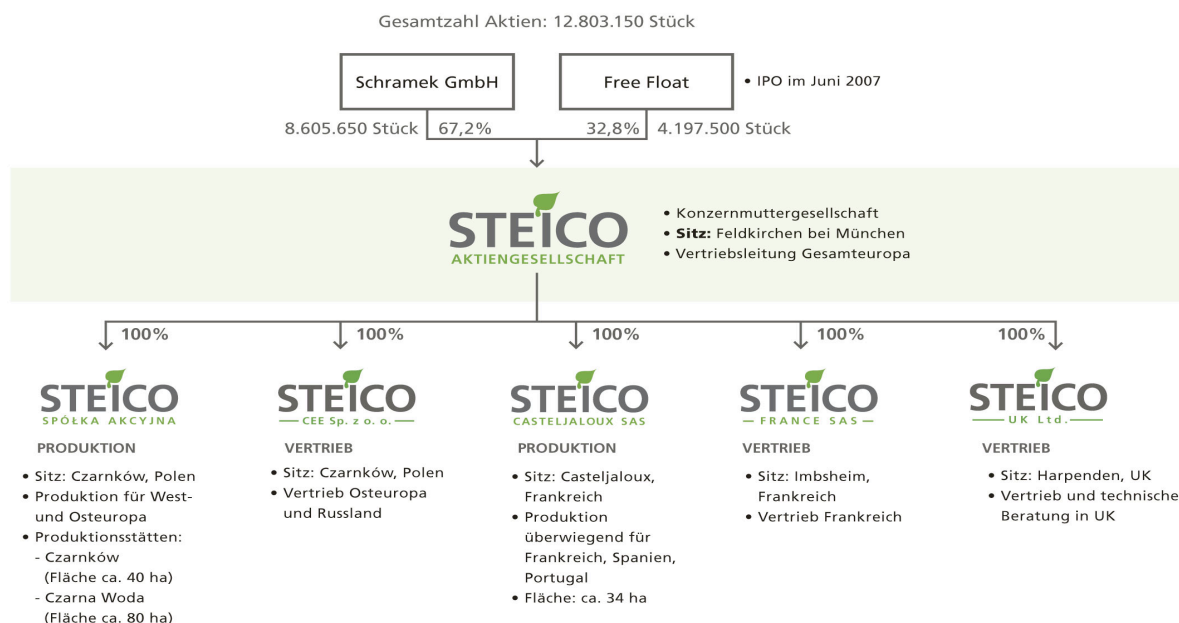 Gesamtzahl Aktien: 12.803.150 Stück
Schramek GmbH
Free Float
• IPO im Juni 2007
8.605.650 Stück
67,2%
32,8%
4.197.500 Stück
STEICO
AKTIENGESELLSCHAFT
• Konzernmuttergesellschaft
• Sitz: Feldkirchen bei München
• Vertriebsleitung Gesamteuropa
100%
100%
100%
100%
100%
STEICO
SPÓŁKA AKCYJNA
PRODUKTION
• Sitz: Czarnków, Polen
• Produktion für West-
und Osteuropa
• Produktionsstätten:
- Czarnków
(Fläche ca. 40 ha)
- Czarna Woda
(Fläche ca. 80 ha)
STEICO
CEE Sp. z o. o.
VERTRIEB
• Sitz: Czarnków, Polen
• Vertrieb Osteuropa
und Russland
STEICO
CASTELJALOUX SAS
PRODUKTION
• Sitz: Casteljaloux,
Frankreich
• Produktion
überwiegend für
Frankreich, Spanien,
Portugal
• Fläche: ca. 34 ha
STEICO
FRANCE SAS
VERTRIEB
• Sitz: Imbsheim,
Frankreich
• Vertrieb Frankreich
STEICO
UK Ltd.
VERTRIEB
• Sitz: Harpenden, UK
• Vertrieb und technische
Beratung in UK